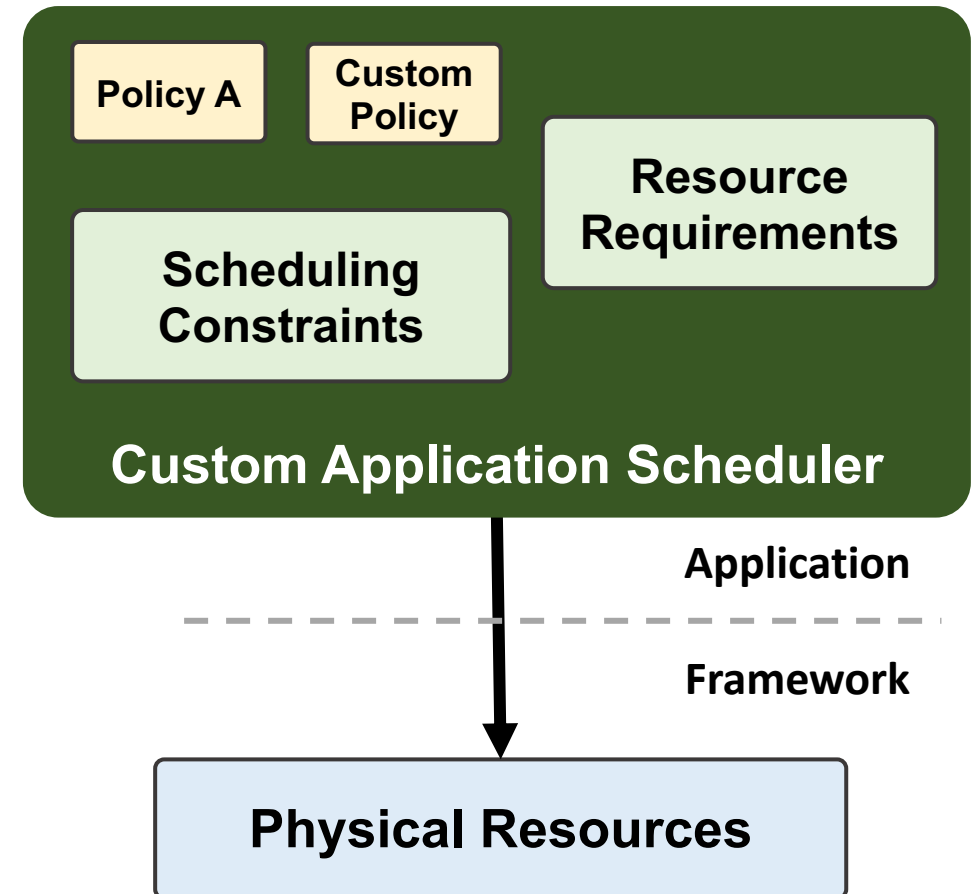 Policy A
Custom
Policy
Resource
Requirements
Scheduling
Constraints
Custom Application Scheduler
Application
Framework
Physical Resources